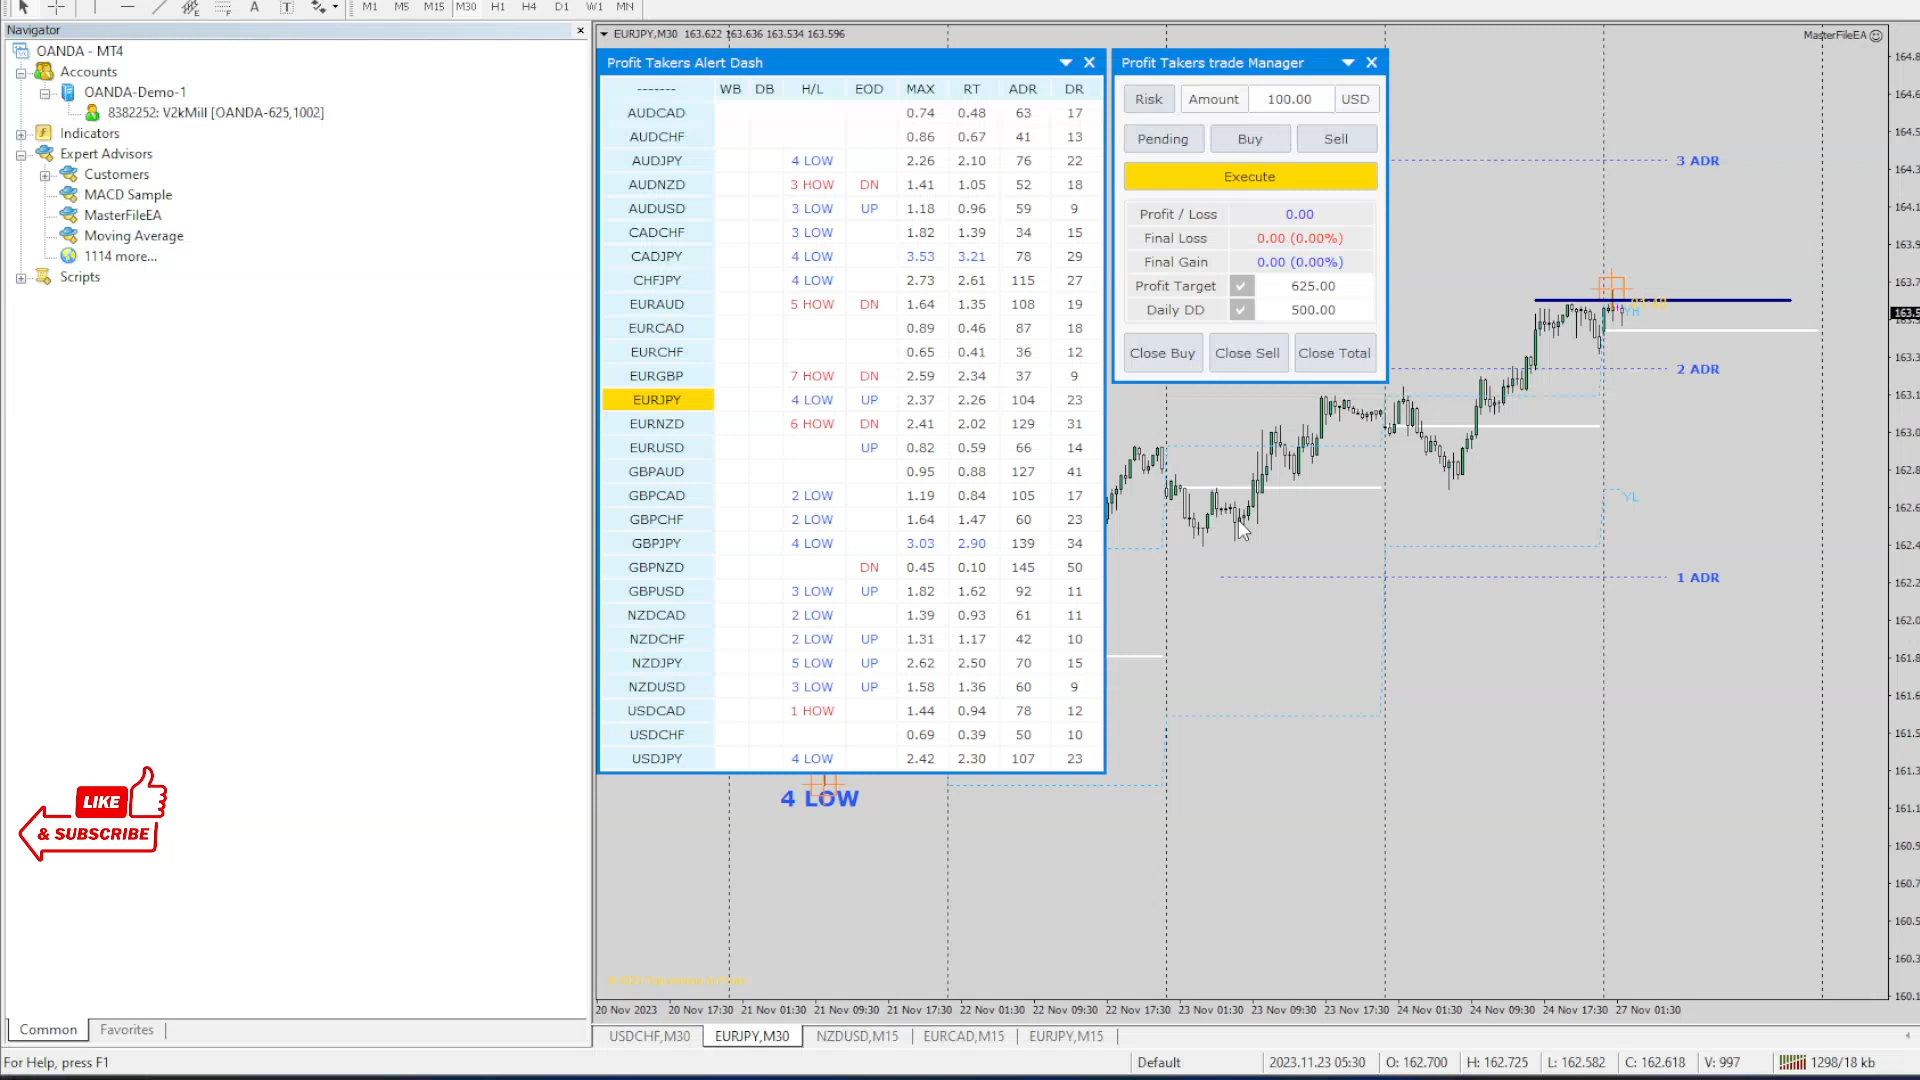 A T M1 M5 M15 M30 H1 H4 D1 W1 MN
Navigator
OANDA - MT4
Accounts
OANDA-Demo-1
8382252: V2kMill [OANDA-625,1002]
Indicators
Expert Advisors
Customers
MACD Sample
MasterFileEA
Moving Average
1114 more...
Scripts
LIKE
& SUBSCRIBE
Common Favorites
For Help, press F1
EURJPY,M30 163.622 163.636 163.534 163.596
MasterFileEA
Profit Takers Alert Dash
------- WB DB H/L EOD MAX RT ADR DR
AUDCAD 0.74 0.48 63 17
AUDCHF 0.86 0.67 41 13
AUDJPY 4 LOW 2.26 2.10 76 22
AUDNZD 3 HOW DN 1.41 1.05 52 18
AUDUSD 3 LOW UP 1.18 0.96 59 9
CADCHF 3 LOW 1.82 1.39 34 15
CADJPY 4 LOW 3.53 3.21 78 29
CHFJPY 4 LOW 2.73 2.61 115 27
EURAUD 5 HOW DN 1.64 1.35 108 19
EURCAD 0.89 0.46 87 18
EURCHF 0.65 0.41 36 12
EURGBP 7 HOW DN 2.59 2.34 37 9
EURJPY 4 LOW UP 2.37 2.26 104 23
EURNZD 6 HOW DN 2.41 2.02 129 31
EURUSD UP 0.82 0.59 66 14
GBPAUD 0.95 0.88 127 41
GBPCAD 2 LOW 1.19 0.84 105 17
GBPCHF 2 LOW 1.64 1.47 60 23
GBPJPY 4 LOW 3.03 2.90 139 34
GBPNZD DN 0.45 0.10 145 50
GBPUSD 3 LOW UP 1.82 1.62 92 11
NZDCAD 2 LOW 1.39 0.93 61 11
NZDCHF 2 LOW UP 1.31 1.17 42 10
NZDJPY 5 LOW UP 2.62 2.50 70 15
NZDUSD 3 LOW UP 1.58 1.36 60 9
USDCAD 1 HOW 1.44 0.94 78 12
USDCHF 0.69 0.39 50 10
USDJPY 4 LOW 2.42 2.30 107 23
4 LOW
Profit Takers trade Manager
Risk Amount 100.00 USD
Pending Buy Sell
Execute
Profit / Loss 0.00
Final Loss 0.00 (0.00%)
Final Gain 0.00 (0.00%)
Profit Target 625.00
Daily DD 500.00
Close Buy Close Sell Close Total
3 ADR
YH
2 ADR
YL
1 ADR
20 Nov 2023 20 Nov 17:30 21 Nov 01:30 21 Nov 09:30 21 Nov 17:30 22 Nov 01:30 22 Nov 09:30 22 Nov 17:30 23 Nov 01:30 23 Nov 09:30 23 Nov 17:30 24 Nov 01:30 24 Nov 09:30 24 Nov 17:30 27 Nov 01:30
USDCHF,M30 EURJPY,M30 NZDUSD,M15 EURCAD,M15 EURJPY,M15
Default 2023.11.23 05:30 O: 162.700 H: 162.725 L: 162.582 C: 162.618 V: 997 1298/18 kb